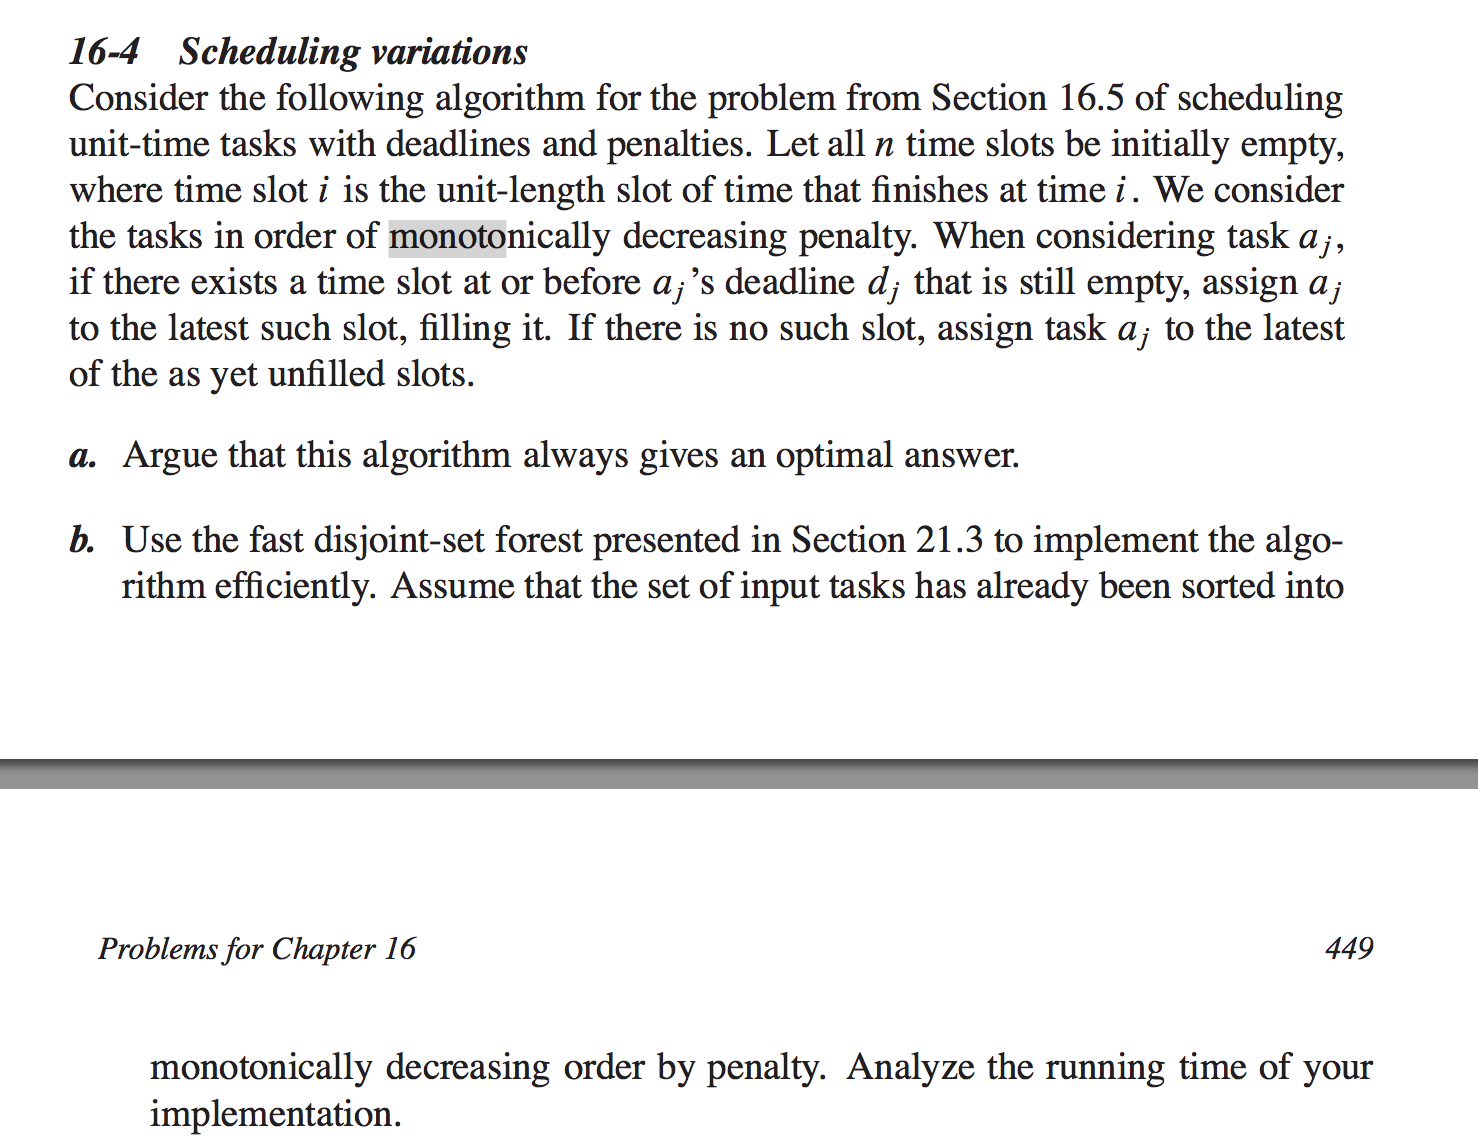 16-4 Scheduling variations
Consider the following algorithm for the problem from Section 16.5 of scheduling
unit-time tasks with deadlines and penalties. Let all n time slots be initially empty,
where time slot i is the unit-length slot of time that finishes at time i. We consider
the tasks in order of monotonically decreasing penalty. When considering task aj,
if there exists a time slot at or before aj’s deadline dj that is still empty, assign aj
to the latest such slot, filling it. If there is no such slot, assign task aj to the latest
of the as yet unfilled slots.
a. Argue that this algorithm always gives an optimal answer.
b. Use the fast disjoint-set forest presented in Section 21.3 to implement the algo-
rithm efficiently. Assume that the set of input tasks has already been sorted into
Problems for Chapter 16 449
monotonically decreasing order by penalty. Analyze the running time of your
implementation.